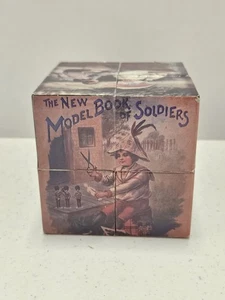 THE NEW
MODEL BOOK OF SOLDIERS